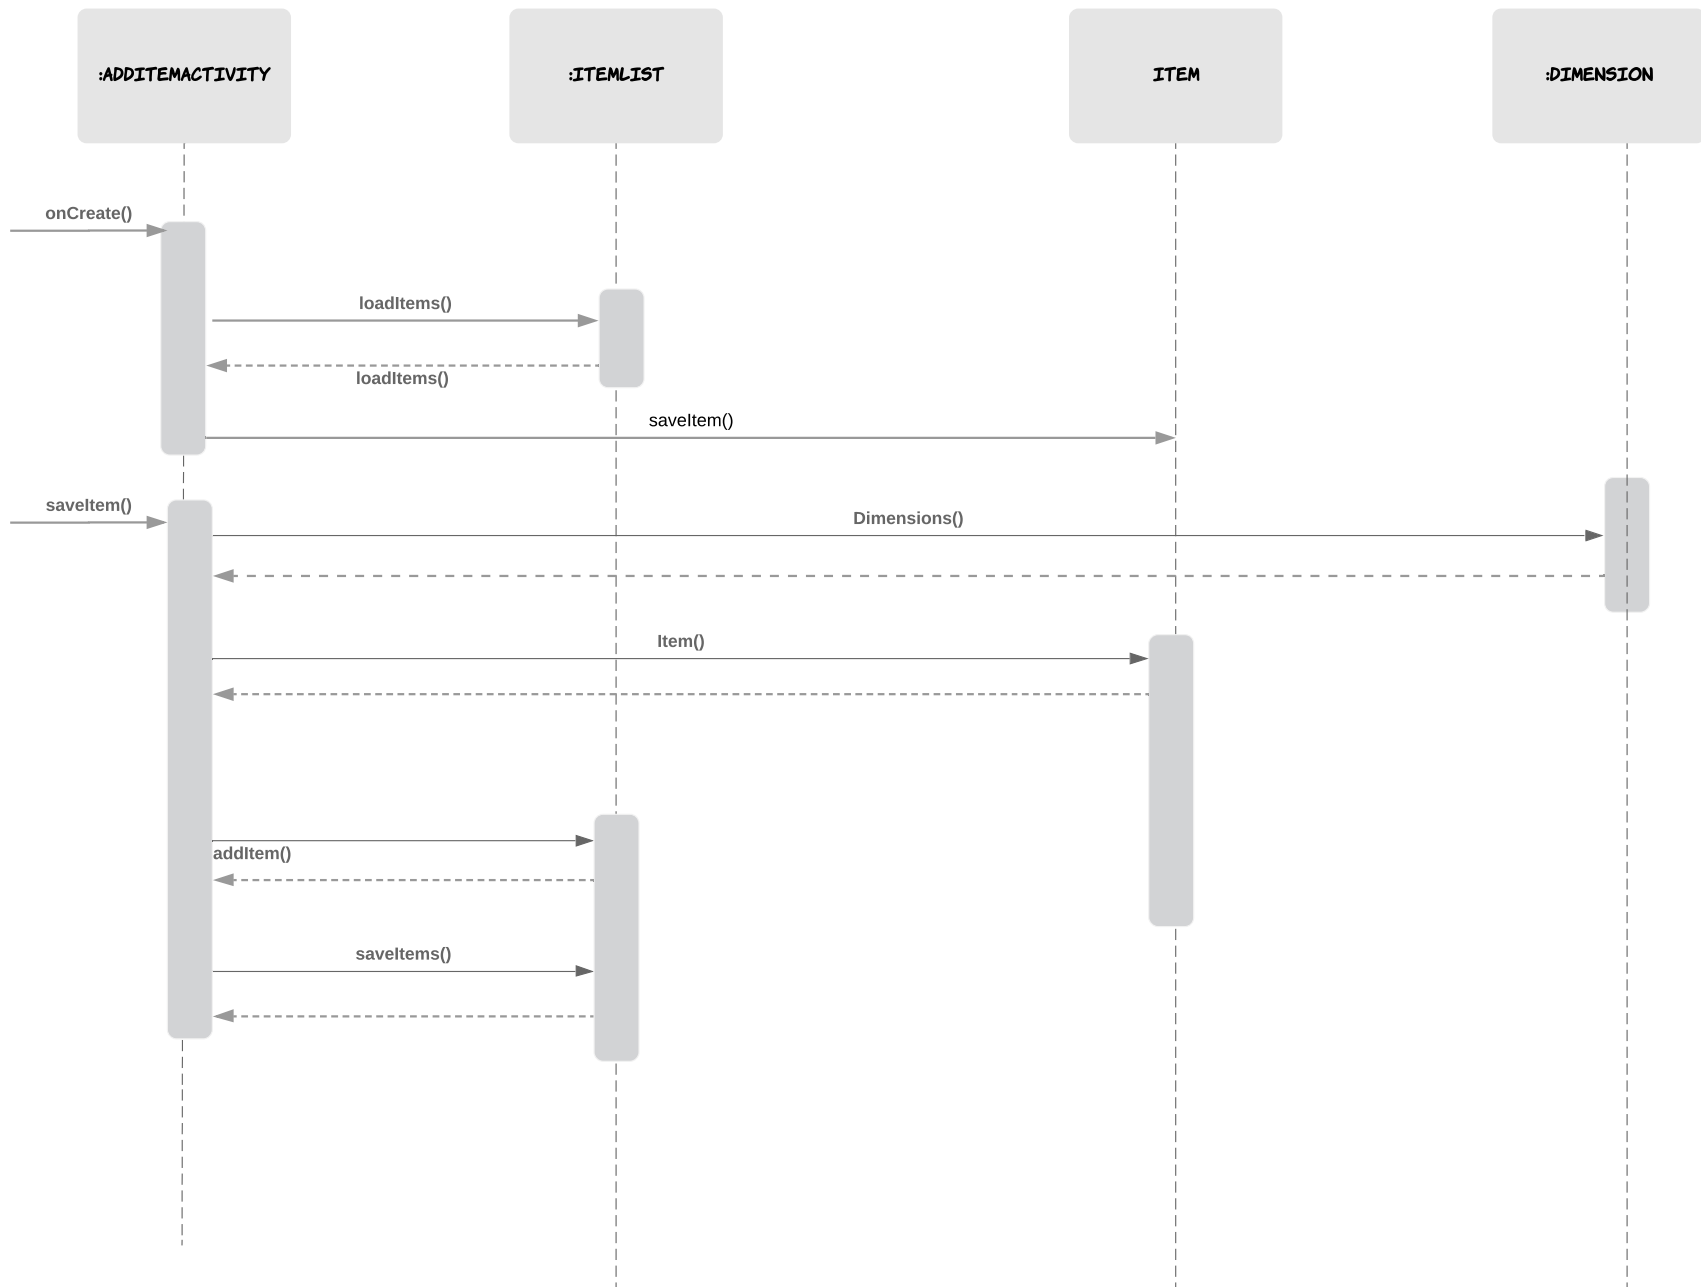 :ADDITEMACTIVITY
:ITEMLIST
ITEM
:DIMENSION
onCreate()
loadItems()
loadItems()
saveItem()
saveItem()
Dimensions()
Item()
addItem()
saveItems()